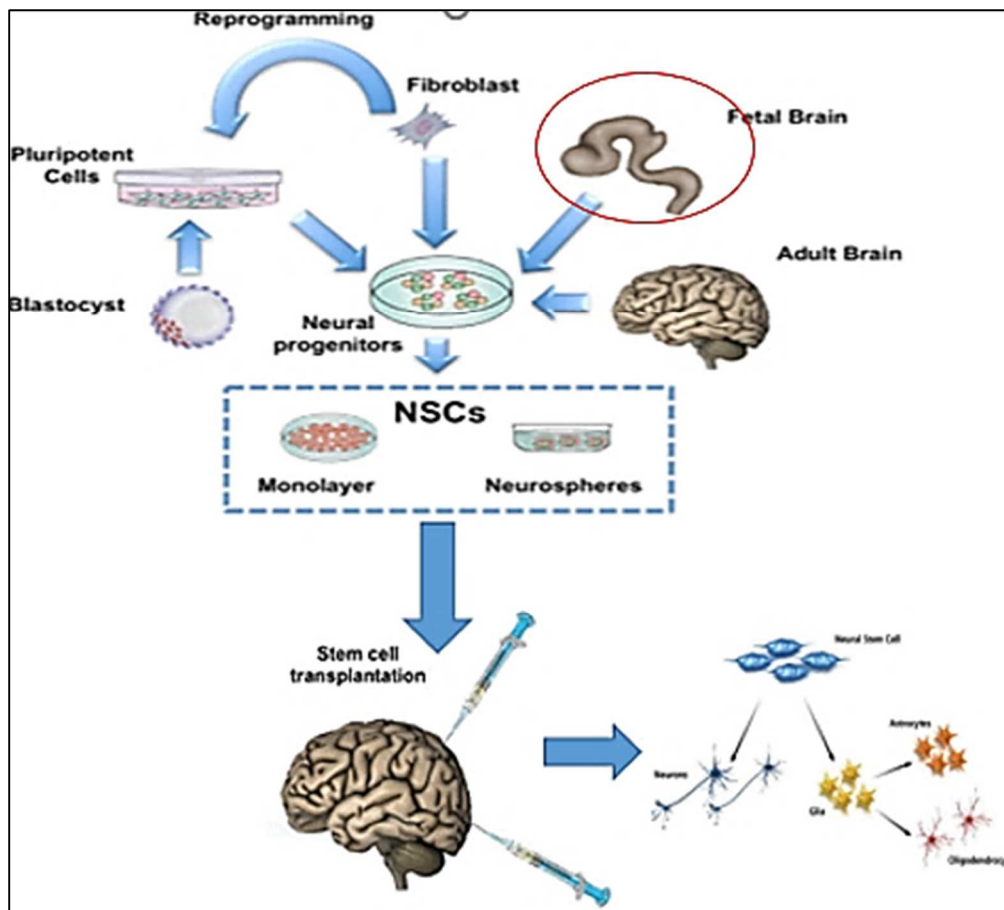 Reprogramming
Fibroblast
Fetal Brain
Pluripotent
Cells
Adult Brain
Blastocyst
Neural
progenitors
NSCs
Monolayer
Neurospheres
Stem cell
transplantation
Neural Stem Cell
Astrocytes
Neurons
Glia
Oligodendrocy